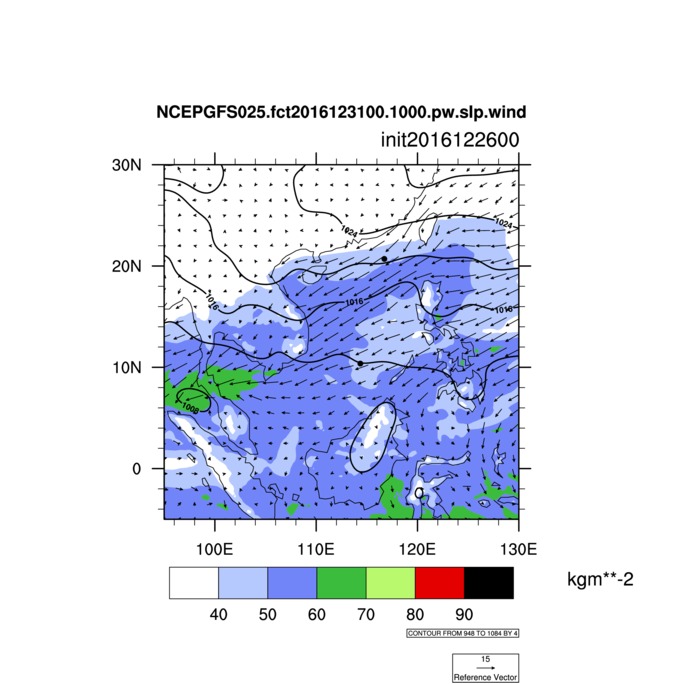 NCEPGFS025.fct2016123100.1000.pw.slp.wind
init2016122600
30N
20N
10N
0
1024
1024
1016
1016
1016
1008
100E 110E 120E 130E
kgm**-2
40 50 60 70 80 90
CONTOUR FROM 948 TO 1084 BY 4
15
Reference Vector